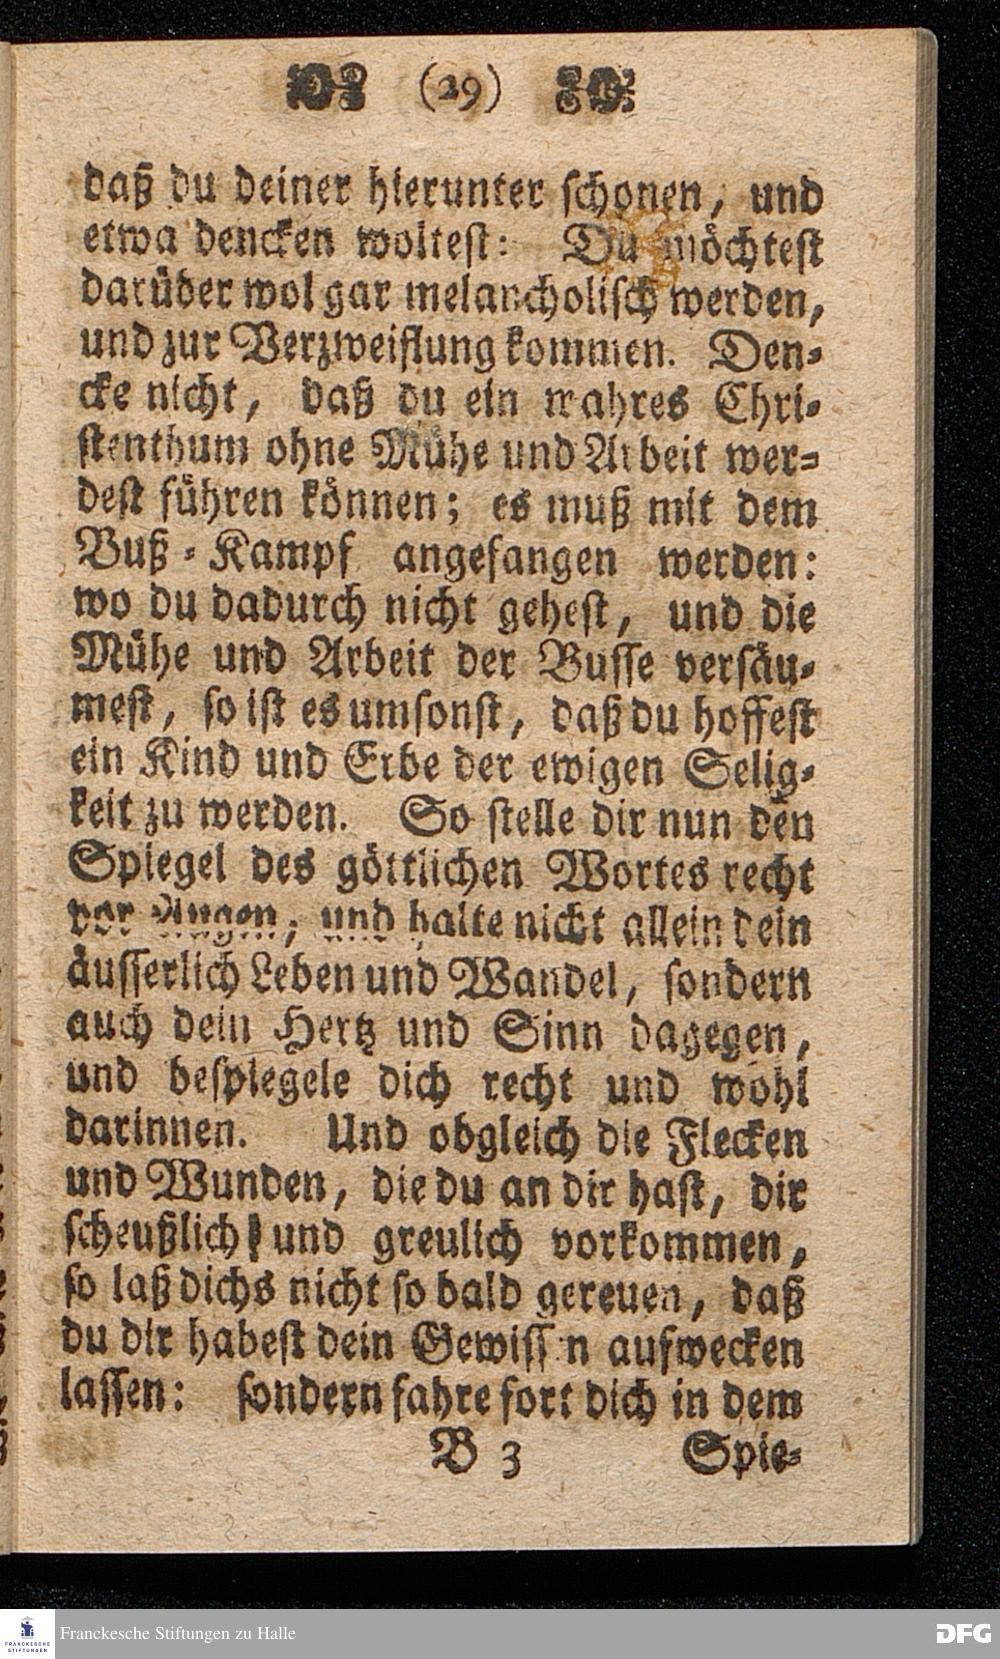 (29)
daß du deiner hierunter schonen, und
etwa dencken woltest: Du möchtest
darüber wol gar melancholisch werden,
und zur Verzweiflung kommen. Den-
cke nicht, daß du ein wahres Chri-
stenthum ohne Mühe und Arbeit wer-
dest führen können; es muß mit dem
Buß-Kampf angefangen werden:
wo du dadurch nicht gehest, und die
Mühe und Arbeit der Busse versäu-
mest, so ist es umsonst, daß du hoffest
ein Kind und Erbe der ewigen Selig-
keit zu werden. So stelle dir nun den
Spiegel des göttlichen Wortes recht
vor Augen, und halte nicht allein dein
äusserlich Leben und Wandel, sondern
auch dein Hertz und Sinn dagegen,
und bespiegele dich recht und wohl
darinnen. Und obgleich die Flecken
und Wunden, die du an dir hast, dir
scheußlich und greulich vorkommen,
so laß dichs nicht so bald gereuen, daß
du dir habest dein Gewissen aufwecken
lassen: sondern fahre fort dich in dem
B 3 Spie-
FRANCKESCHE STIFTUNGEN
Franckesche Stiftungen zu Halle
DFG